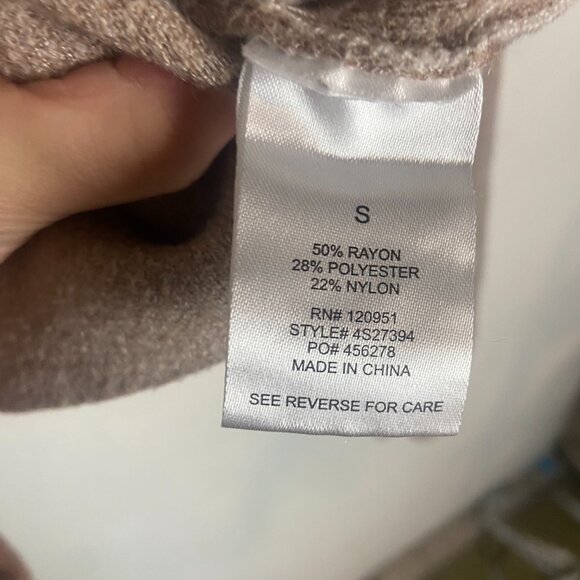 S
50% RAYON
28% POLYESTER
22% NYLON
RN# 120951
STYLE# 4S27394
PO# 456278
MADE IN CHINA
SEE REVERSE FOR CARE